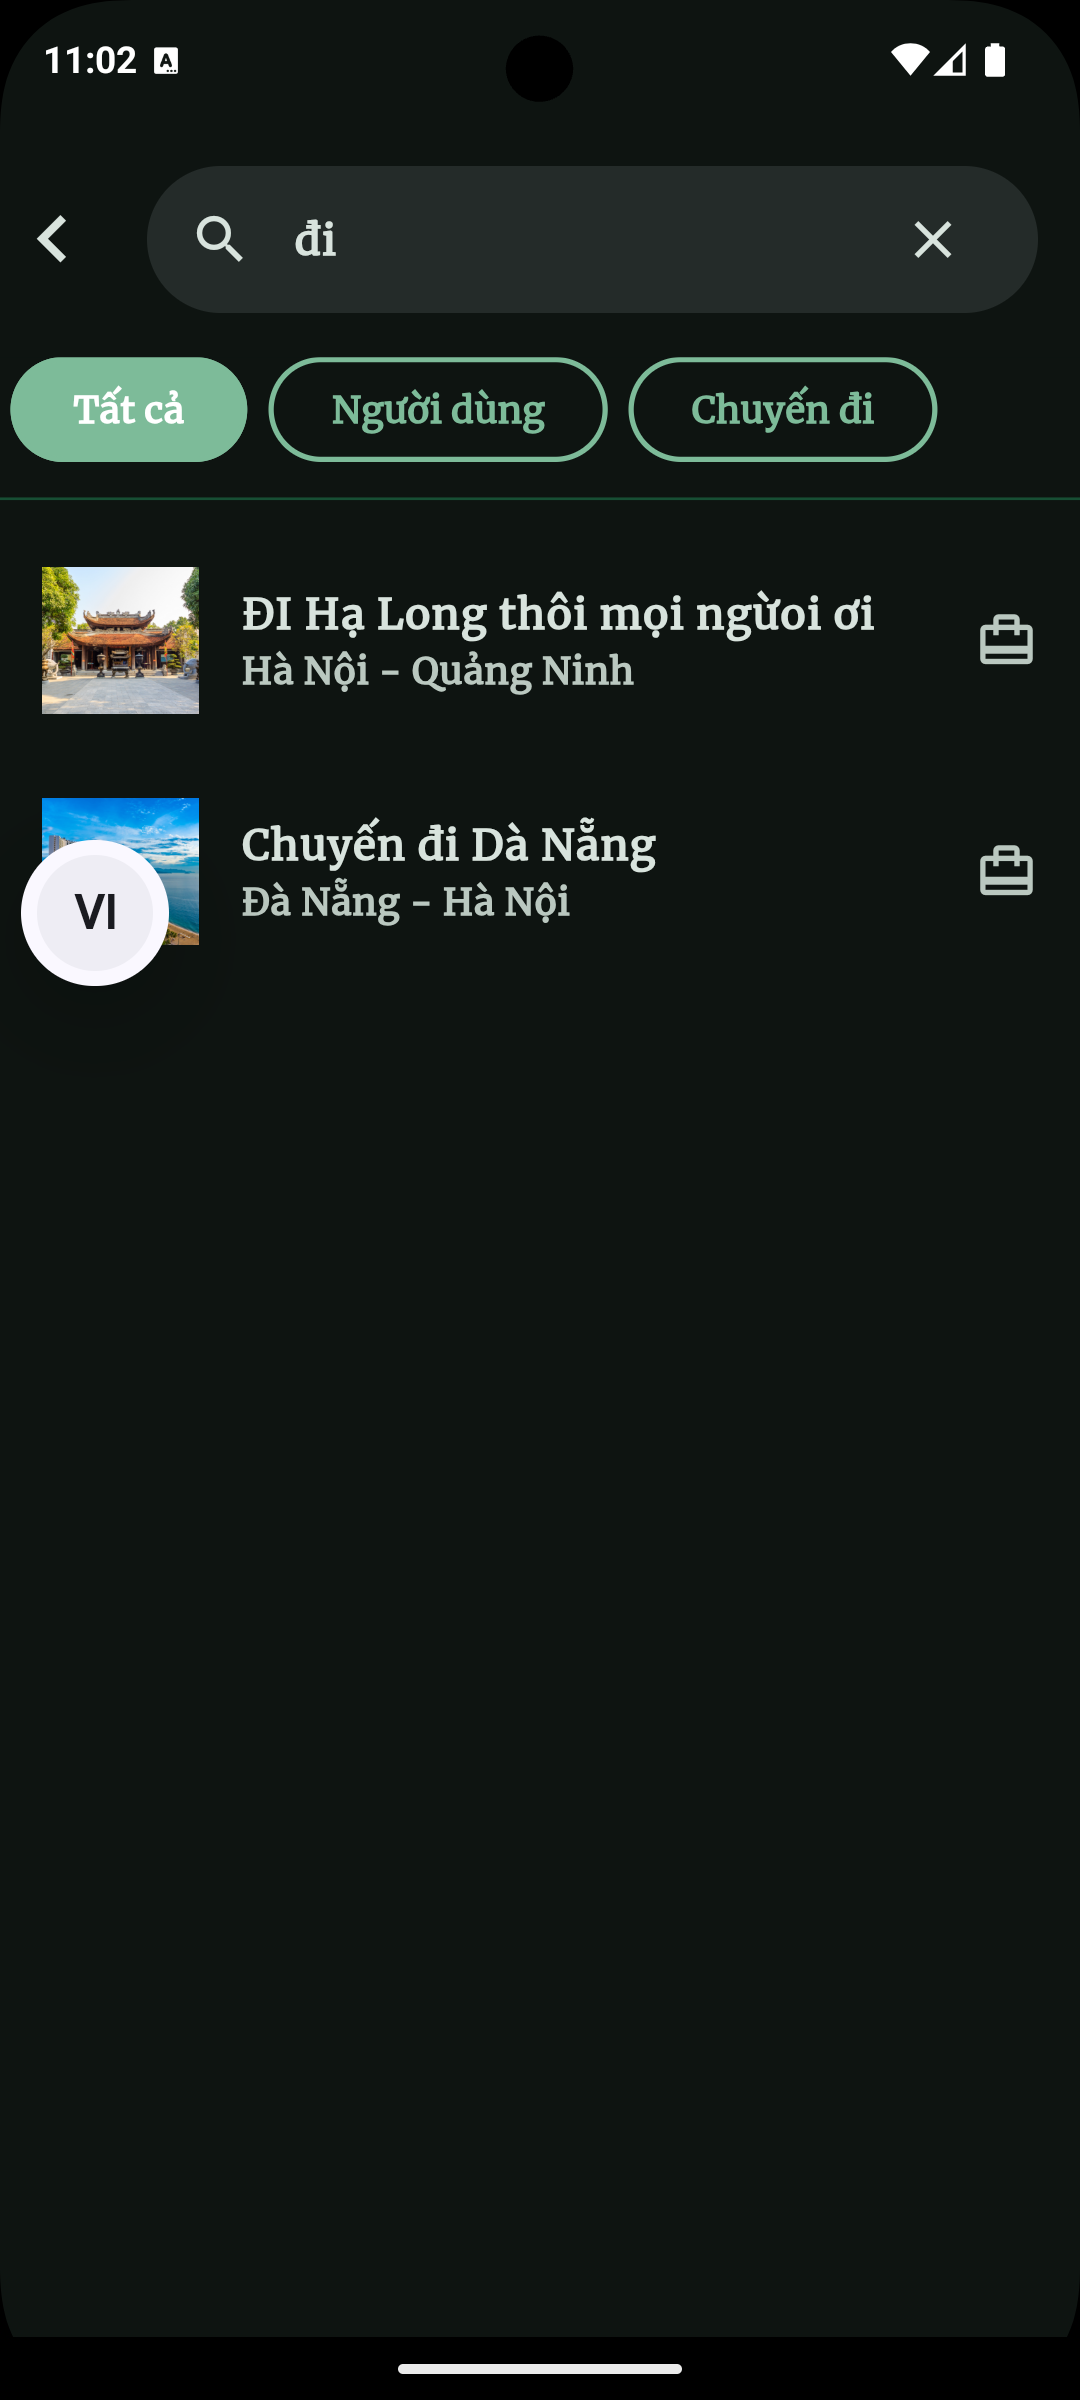 11:02
đi
Tất cả
Người dùng
Chuyến đi
ĐI Hạ Long thôi mọi ngừoi ơi
Hà Nội - Quảng Ninh
Chuyến đi Dà Nẵng
Đà Nẵng - Hà Nội
VI